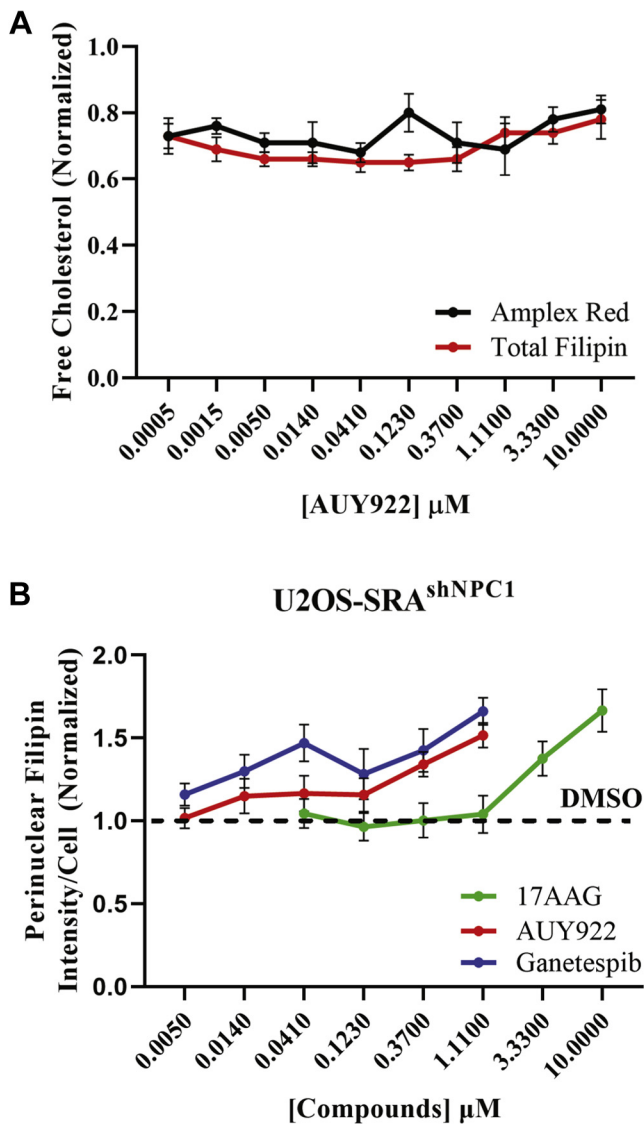 A
Free Cholesterol (Normalized)
1.0
0.8
0.6
0.4
0.2
0.0
Amplex Red
Total Filipin
0.0005
0.0015
0.0050
0.0140
0.0410
0.1230
0.3700
1.1100
3.3300
10.0000
[AUY922] μM
B
U2OS-SRA^shNPC1
Perinuclear Filipin
Intensity/Cell (Normalized)
2.0
1.5
1.0
0.5
0.0
DMSO
17AAG
AUY922
Ganetespib
0.0050
0.0140
0.0410
0.1230
0.3700
1.1100
3.3300
10.0000
[Compounds] μM